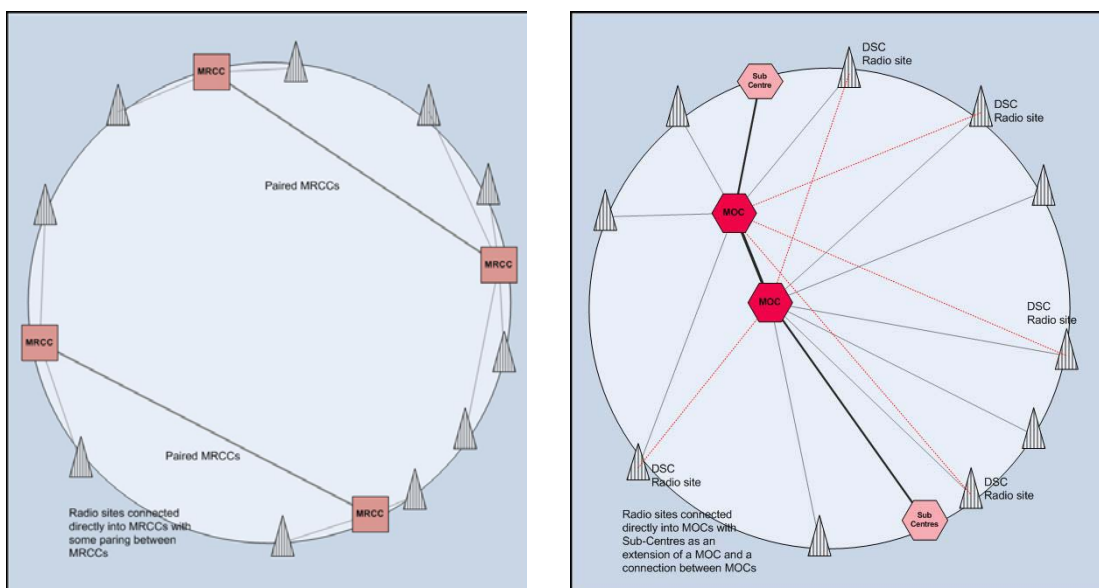 MRCC
Paired MRCCs
MRCC
MRCC
Paired MRCCs
MRCC
Radio sites connected
directly into MRCCs with
some paring between
MRCCs
DSC
Radio site
Sub
Centre
DSC
Radio site
MOC
MOC
DSC
Radio site
DSC
Radio site
DSC
Radio site
Sub
Centres
Radio sites connected
directly into MOCs with
Sub-Centres as an
extension of a MOC and a
connection between MOCs